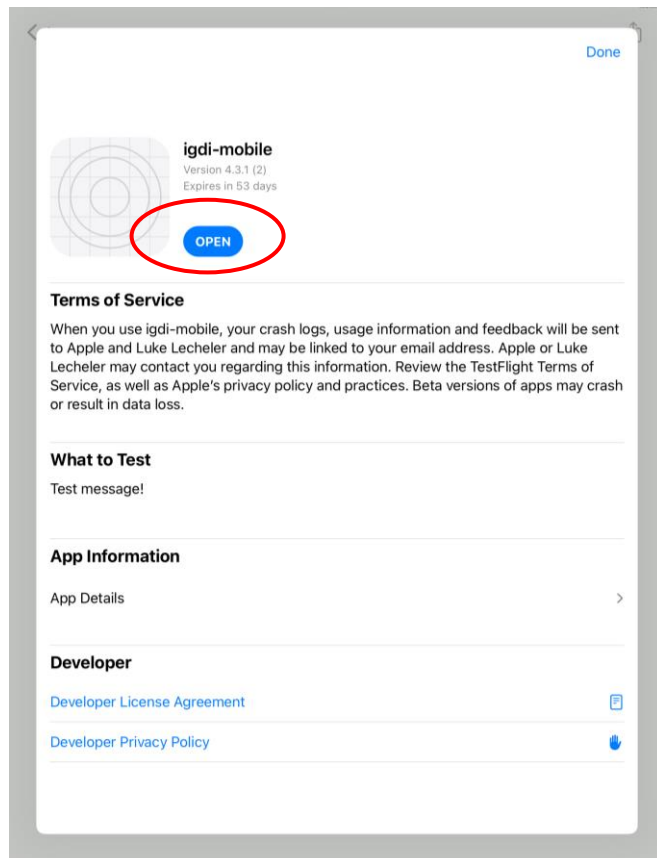 Done
igdi-mobile
Version 4.3.1 (2)
Expires in 53 days
OPEN
Terms of Service
When you use igdi-mobile, your crash logs, usage information and feedback will be sent
to Apple and Luke Lecheler and may be linked to your email address. Apple or Luke
Lecheler may contact you regarding this information. Review the TestFlight Terms of
Service, as well as Apple's privacy policy and practices. Beta versions of apps may crash
or result in data loss.
What to Test
Test message!
App Information
App Details
Developer
Developer License Agreement
Developer Privacy Policy